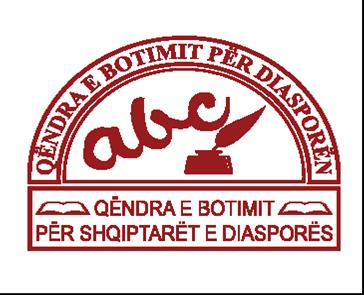 QËNDRA E BOTIMIT PËR DIASPORËN
abc
QËNDRA E BOTIMIT
PËR SHQIPTARËT E DIASPORËS